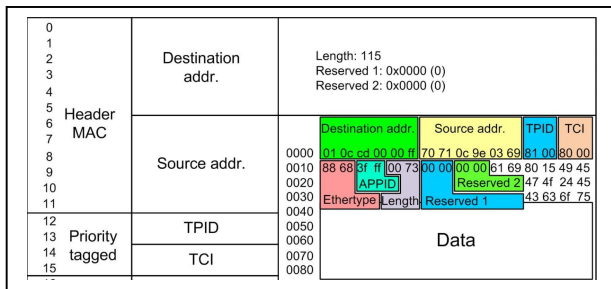 0
1
2
3
4
5
6
7
8
9
10
11
Header
MAC
Destination
addr.
Source addr.
12
13
14
15
Priority
tagged
TPID
TCI
Length: 115
Reserved 1: 0x0000 (0)
Reserved 2: 0x0000 (0)
Destination addr. Source addr. TPID TCI
0000 01 0c cd 00 00 ff 70 71 0c 9e 03 69 81 00 80 00
0010 88 68 3f ff 00 73 00 00 00 00 61 69 80 15 49 45
0020 APPID Reserved 2 47 4f 24 45
0030 Ethertype Length Reserved 1 43 63 6f 75
0040
0050
0060
0070
0080
Data